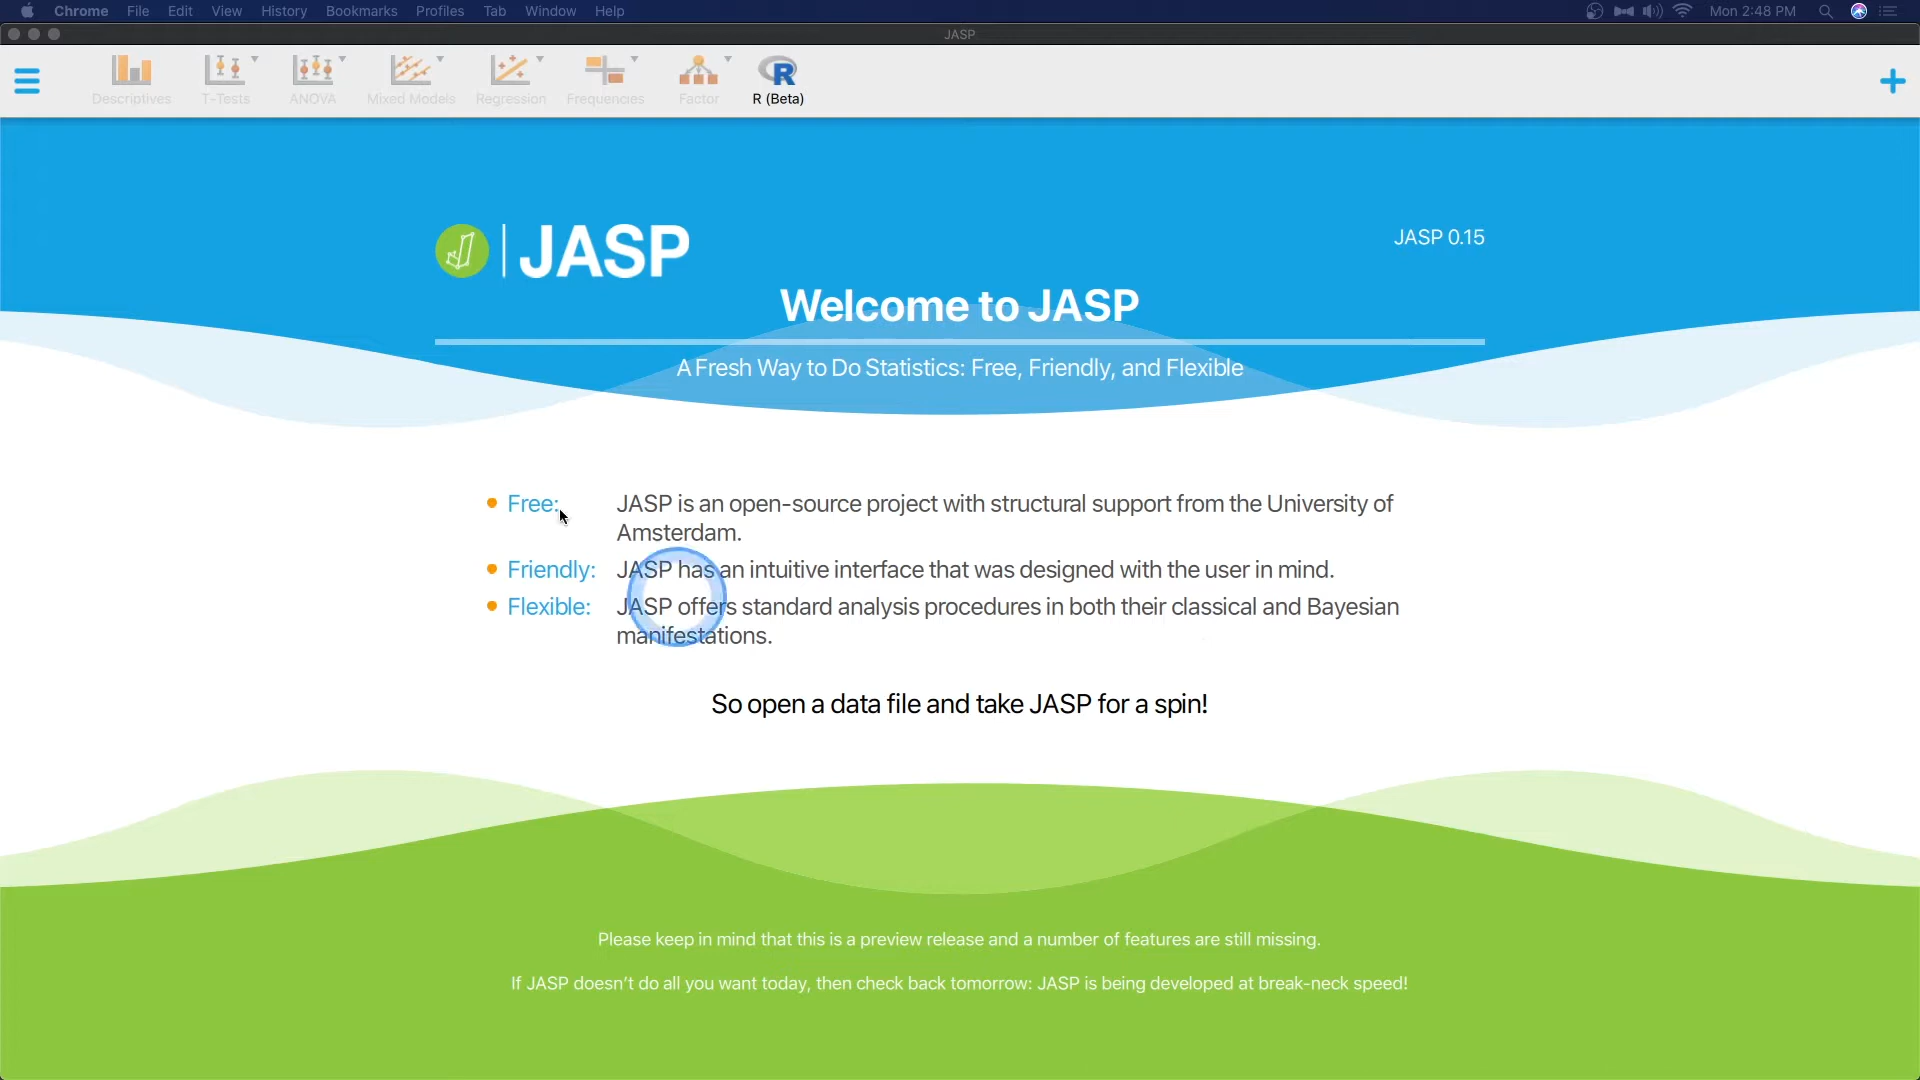 Chrome File Edit View History Bookmarks Profiles Tab Window Help Mon 2:48 PM
JASP
Descriptives T-Tests ANOVA Mixed Models Regression Frequencies Factor R (Beta)
JASP
JASP 0.15
Welcome to JASP
A Fresh Way to Do Statistics: Free, Friendly, and Flexible
Free: JASP is an open-source project with structural support from the University of
Amsterdam.
Friendly: JASP has an intuitive interface that was designed with the user in mind.
Flexible: JASP offers standard analysis procedures in both their classical and Bayesian
manifestations.
So open a data file and take JASP for a spin!
Please keep in mind that this is a preview release and a number of features are still missing.
If JASP doesn't do all you want today, then check back tomorrow: JASP is being developed at break-neck speed!